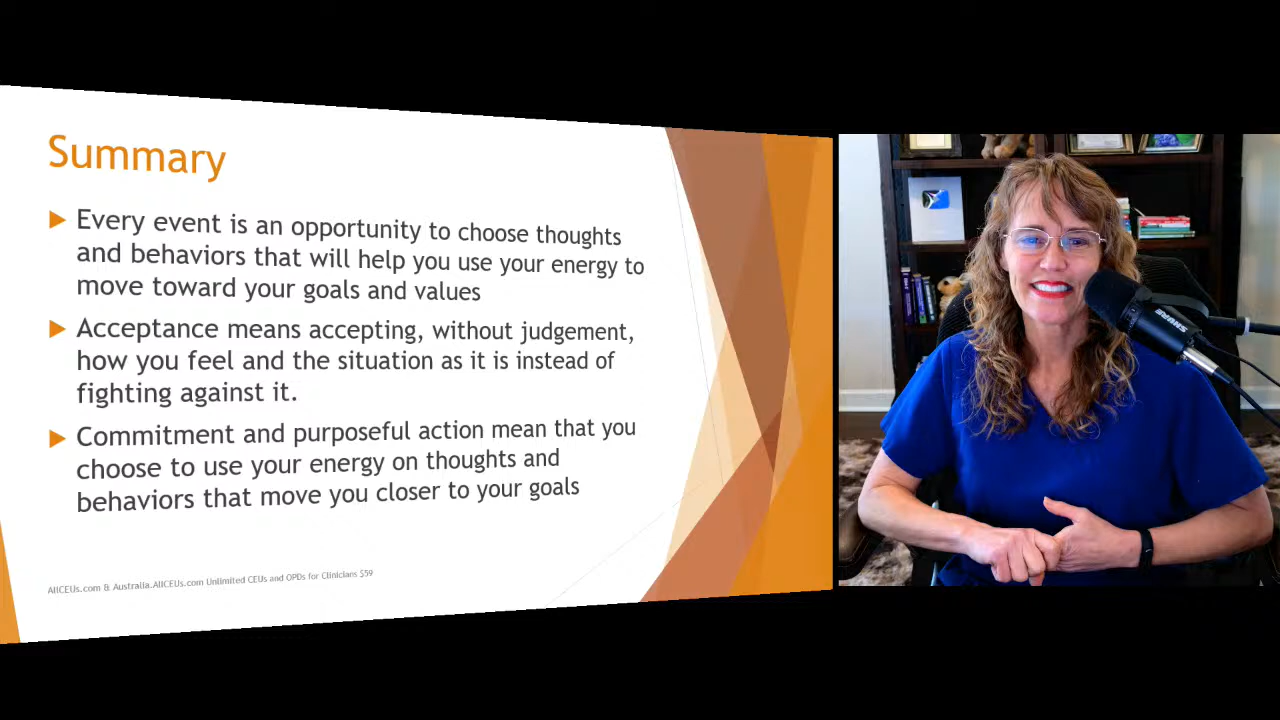 Summary
Every event is an opportunity to choose thoughts
and behaviors that will help you use your energy to
move toward your goals and values
Acceptance means accepting, without judgement,
how you feel and the situation as it is instead of
fighting against it.
Commitment and purposeful action mean that you
choose to use your energy on thoughts and
behaviors that move you closer to your goals
AllCEUs.com & Australia.AllCEUs.com Unlimited CEUs and OPDs for Clinicians $59
SHURE